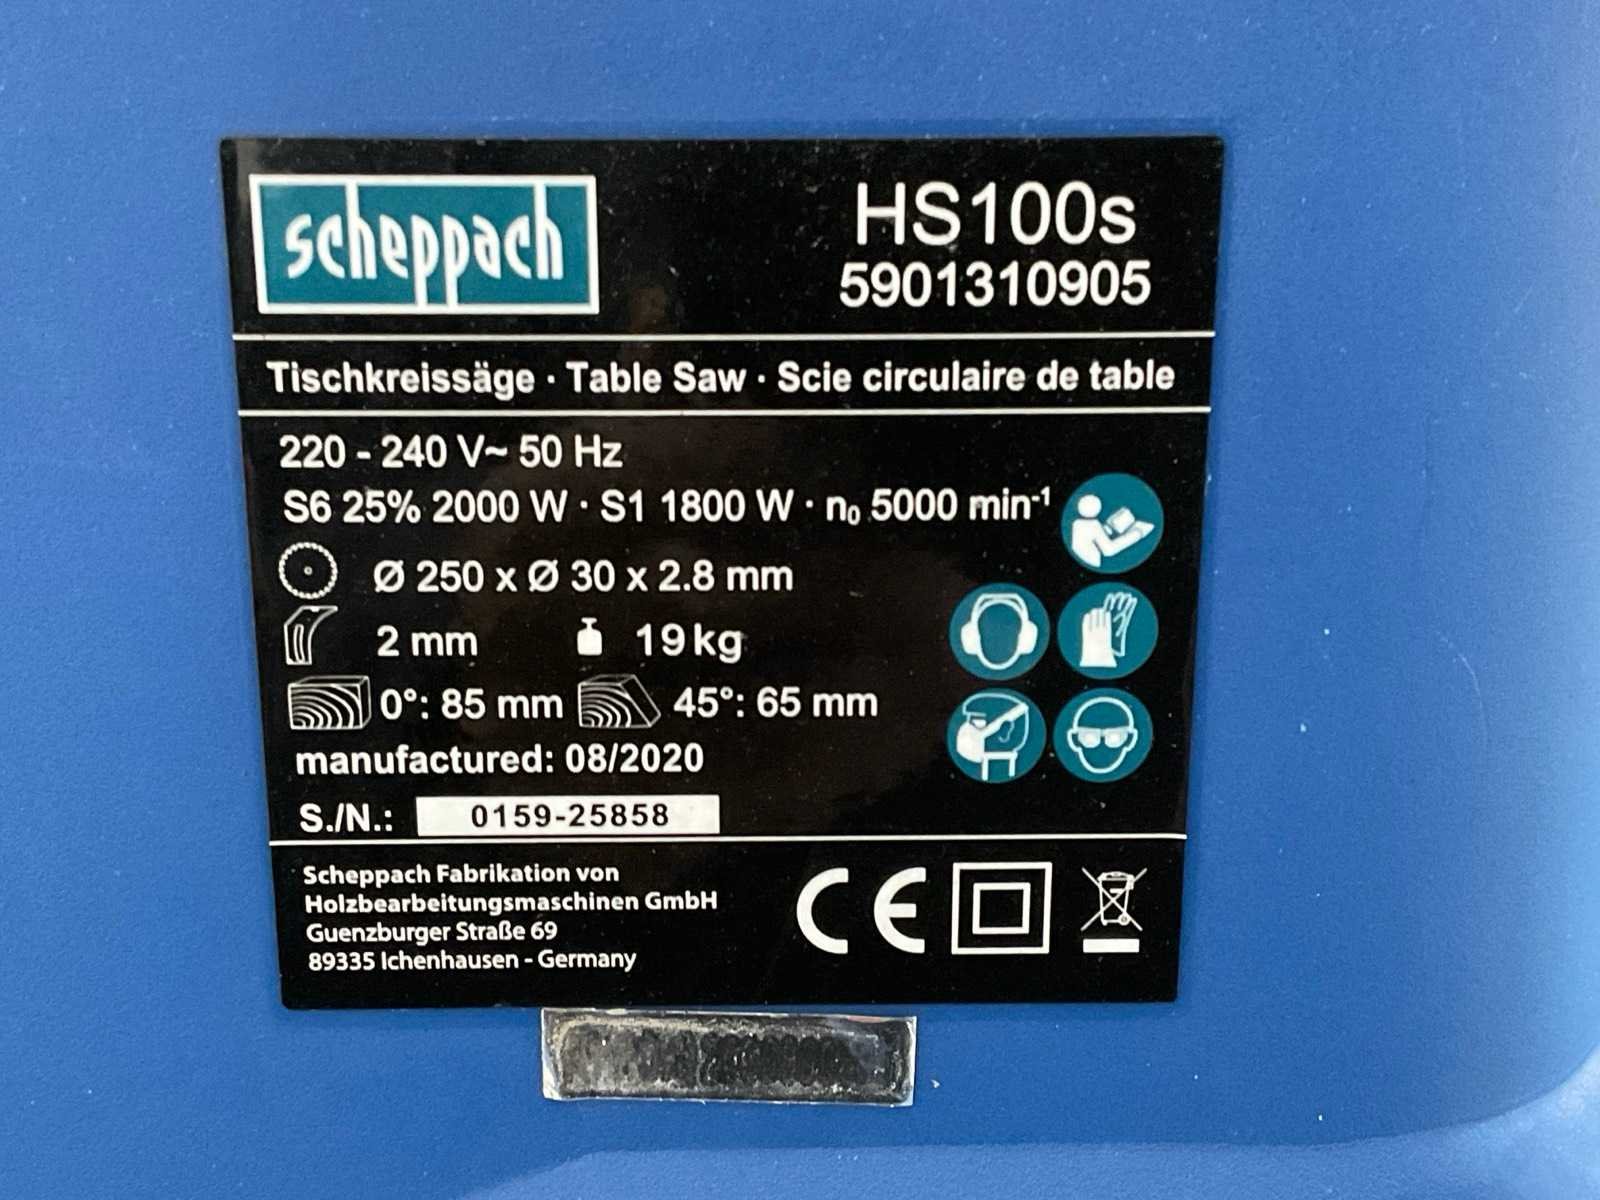 scheppach
HS100s
5901310905
Tischkreissäge · Table Saw · Scie circulaire de table
220 - 240 V~ 50 Hz
S6 25% 2000 W · S1 1800 W · n₀ 5000 min⁻¹
Ø 250 x Ø 30 x 2.8 mm
2 mm 19 kg
0°: 85 mm 45°: 65 mm
manufactured: 08/2020
S./N.: 0159-25858
Scheppach Fabrikation von
Holzbearbeitungsmaschinen GmbH
Guenzburger Straße 69
89335 Ichenhausen - Germany
CE